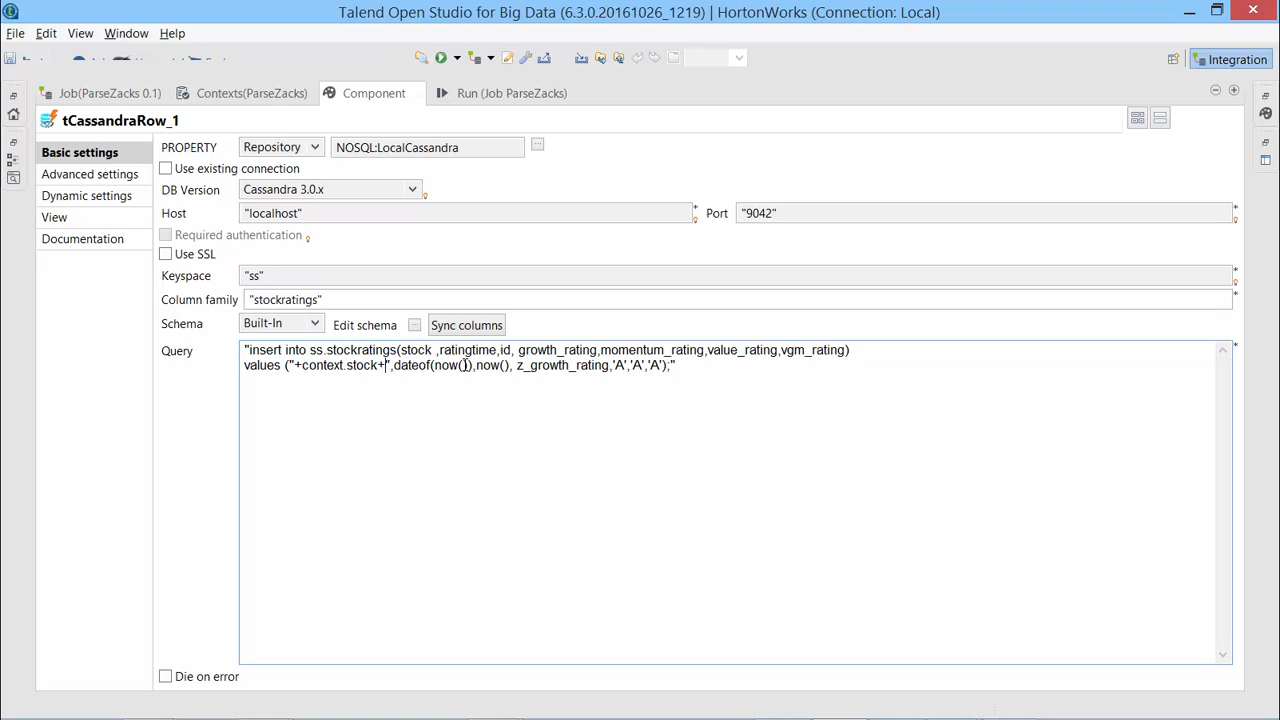 Talend Open Studio for Big Data (6.3.0.20161026_1219) | HortonWorks (Connection: Local)
File Edit View Window Help
Integration
Job(ParseZacks 0.1) Contexts(ParseZacks) Component Run (Job ParseZacks)
tCassandraRow_1
Basic settings
Advanced settings
Dynamic settings
View
Documentation
PROPERTY Repository NOSQL:LocalCassandra
Use existing connection
DB Version Cassandra 3.0.x
Host "localhost" Port "9042"
Required authentication
Use SSL
Keyspace "ss"
Column family "stockratings"
Schema Built-In Edit schema Sync columns
Query "insert into ss.stockratings(stock ,ratingtime,id, growth_rating,momentum_rating,value_rating,vgm_rating)
values ("+context.stock+",dateof(now()),now(), z_growth_rating,'A','A','A');"
Die on error